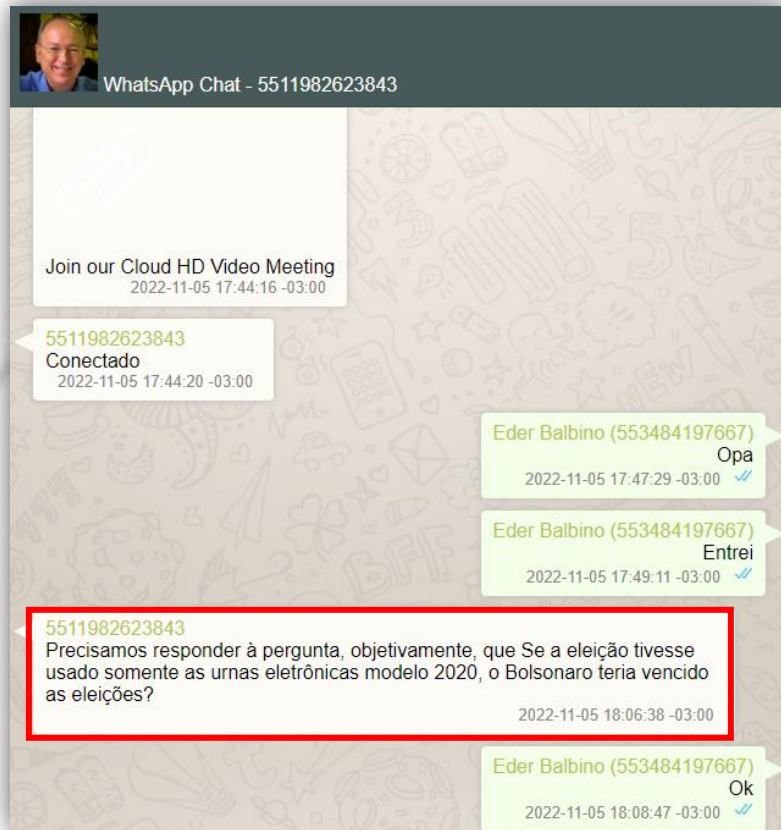 WhatsApp Chat - 5511982623843
Join our Cloud HD Video Meeting
2022-11-05 17:44:16 -03:00
5511982623843
Conectado
2022-11-05 17:44:20 -03:00
Eder Balbino (553484197667)
Opa
2022-11-05 17:47:29 -03:00
Eder Balbino (553484197667)
Entrei
2022-11-05 17:49:11 -03:00
5511982623843
Precisamos responder à pergunta, objetivamente, que Se a eleição tivesse
usado somente as urnas eletrônicas modelo 2020, o Bolsonaro teria vencido
as eleições?
2022-11-05 18:06:38 -03:00
Eder Balbino (553484197667)
Ok
2022-11-05 18:08:47 -03:00